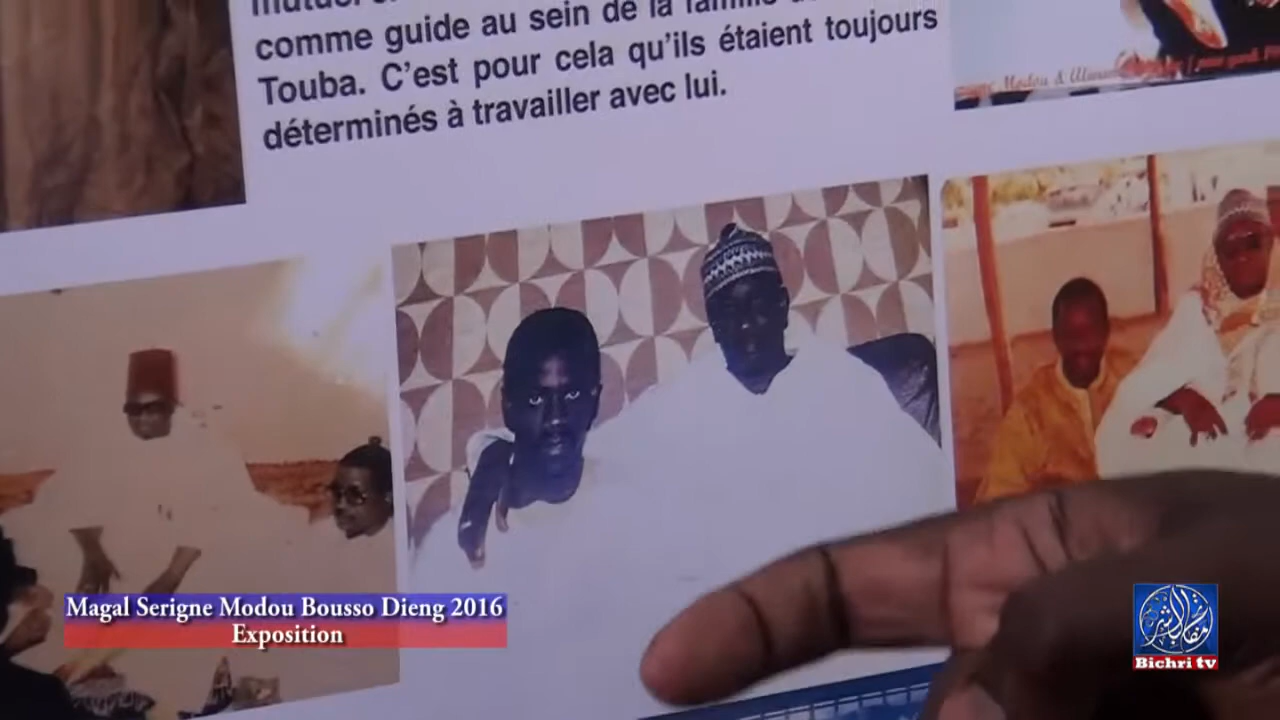 comme guide au sein de la famille
Touba. C'est pour cela qu'ils étaient toujours
déterminés à travailler avec lui.
Modou &
Magal Serigne Modou Bousso Dieng 2016
Exposition
Bichri tv